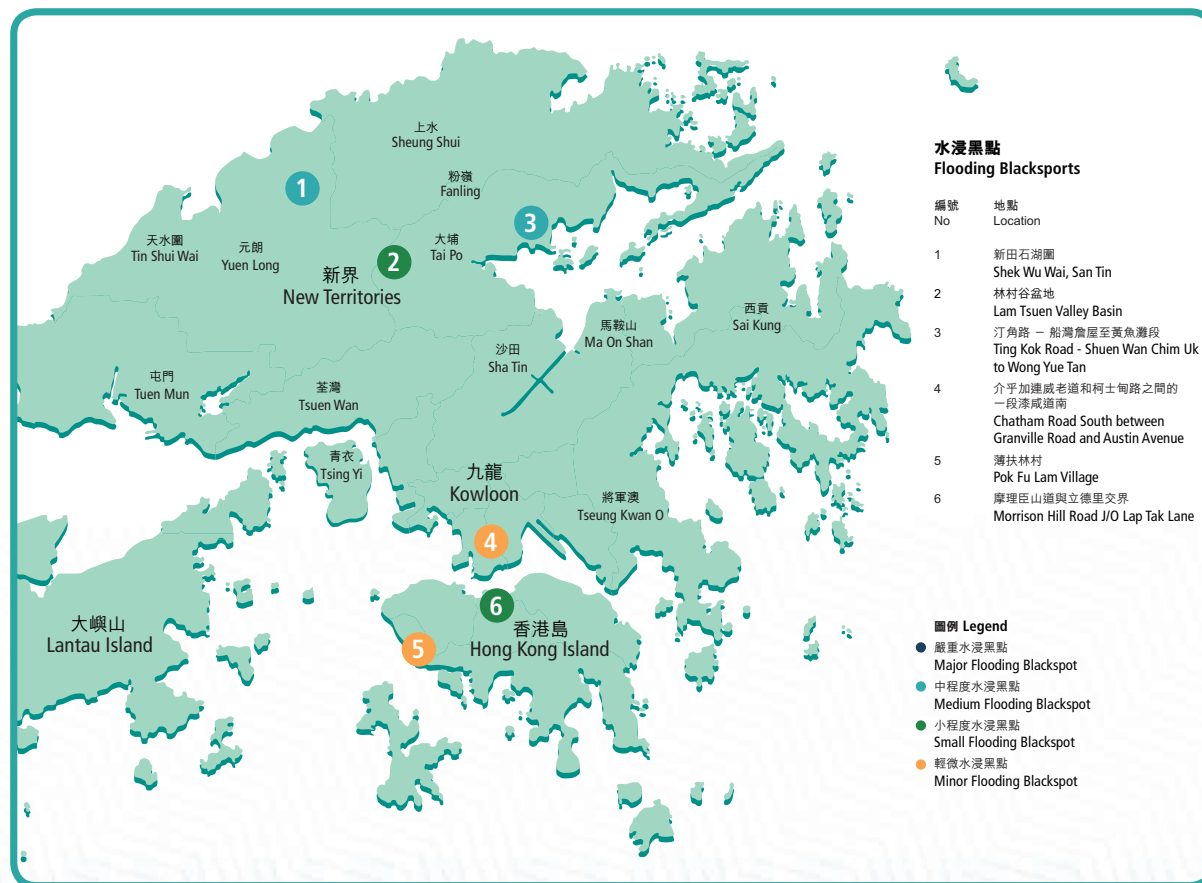 上水
Sheung Shui
粉嶺
Fanling
1
3
天水圍
Tin Shui Wai
元朗
Yuen Long
2
大埔
Tai Po
新界
New Territories
馬鞍山
Ma On Shan
西貢
Sai Kung
沙田
Sha Tin
屯門
Tuen Mun
荃灣
Tsuen Wan
青衣
Tsing Yi
九龍
Kowloon
將軍澳
Tseung Kwan O
4
6
大嶼山
Lantau Island
5
香港島
Hong Kong Island
水浸黑點
Flooding Blacksports
編號 地點
No Location
1 新田石湖圍
Shek Wu Wai, San Tin
2 林村谷盆地
Lam Tsuen Valley Basin
3 汀角路 － 船灣詹屋至黃魚灘段
Ting Kok Road - Shuen Wan Chim Uk
to Wong Yue Tan
4 介乎加連威老道和柯士甸路之間的
一段漆咸道南
Chatham Road South between
Granville Road and Austin Avenue
5 薄扶林村
Pok Fu Lam Village
6 摩理臣山道與立德里交界
Morrison Hill Road J/O Lap Tak Lane
圖例 Legend
嚴重水浸黑點
Major Flooding Blackspot
中程度水浸黑點
Medium Flooding Blackspot
小程度水浸黑點
Small Flooding Blackspot
輕微水浸黑點
Minor Flooding Blackspot